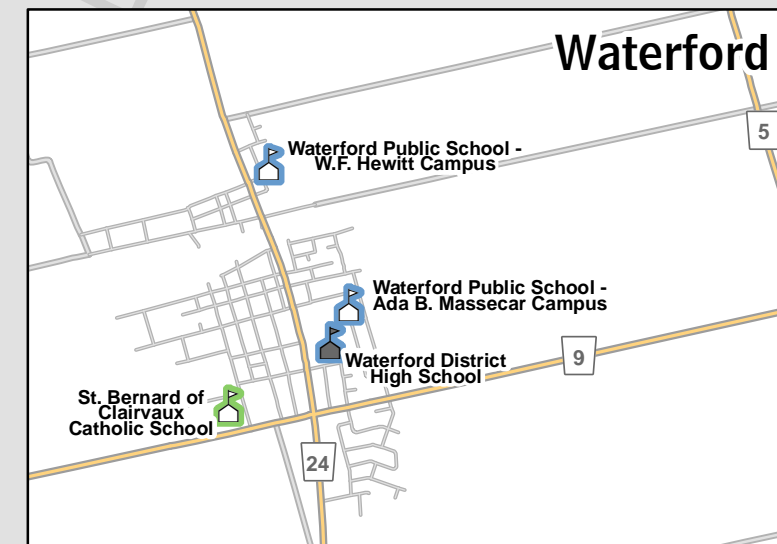 Waterford
5
Waterford Public School -
W.F. Hewitt Campus
Waterford Public School -
Ada B. Massecar Campus
Waterford District
High School
9
St. Bernard of
Clairvaux
Catholic School
24